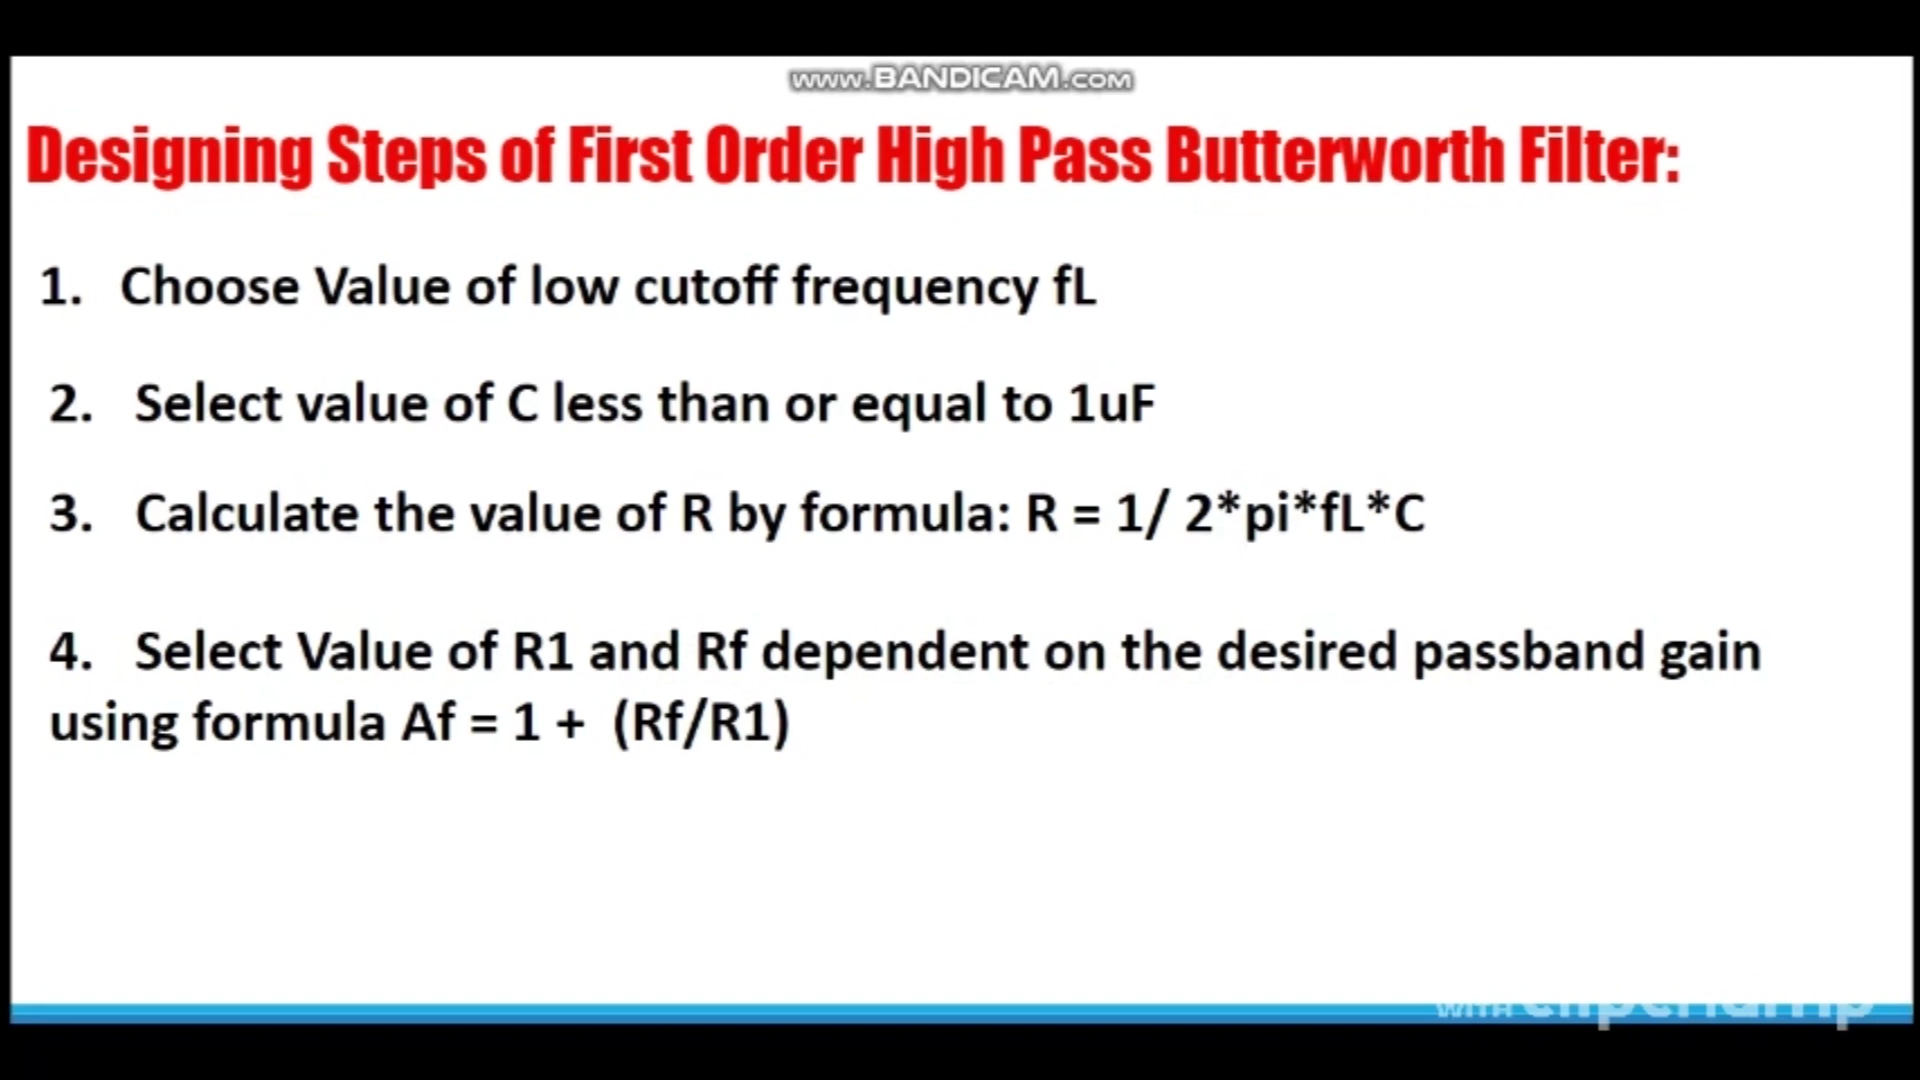 www.BANDICAM.com
Designing Steps of First Order High Pass Butterworth Filter:
1. Choose Value of low cutoff frequency fL
2. Select value of C less than or equal to 1uF
3. Calculate the value of R by formula: R = 1/ 2*pi*fL*C
4. Select Value of R1 and Rf dependent on the desired passband gain
using formula Af = 1 + (Rf/R1)
WITH